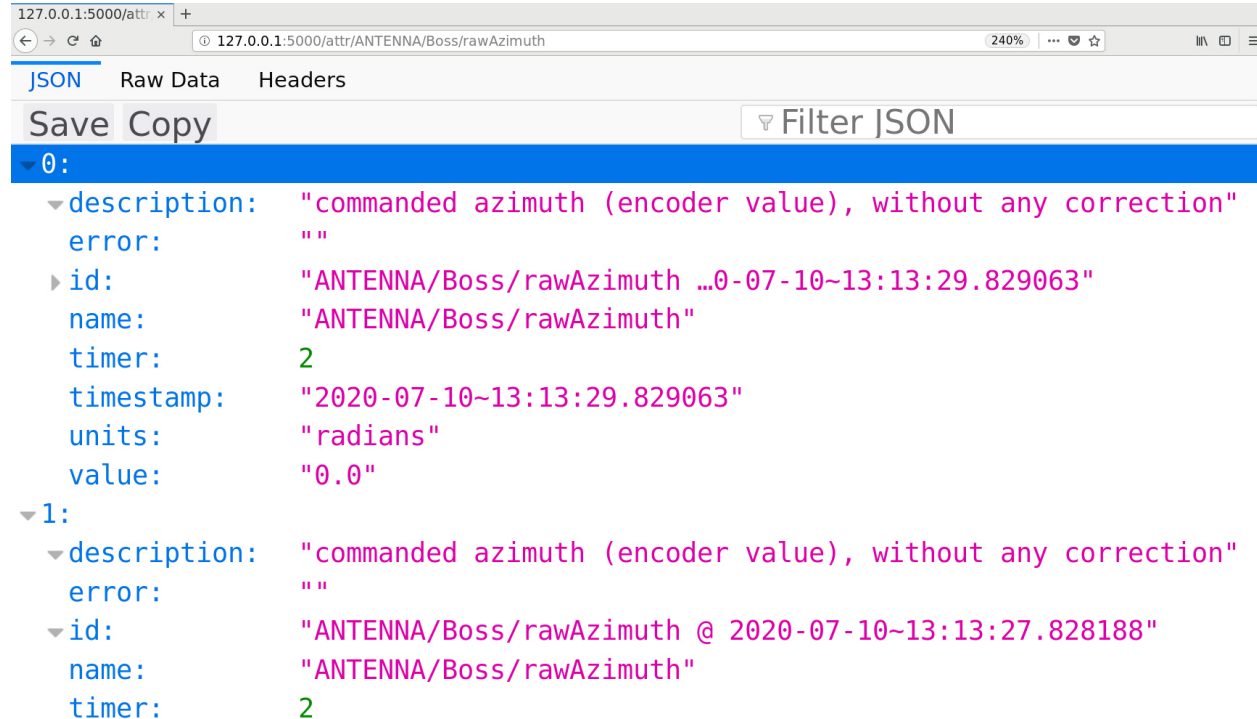 127.0.0.1:5000/attr × +
127.0.0.1:5000/attr/ANTENNA/Boss/rawAzimuth 240%
JSON Raw Data Headers
Save Copy Filter JSON
0:
description: "commanded azimuth (encoder value), without any correction"
error: ""
id: "ANTENNA/Boss/rawAzimuth …0-07-10~13:13:29.829063"
name: "ANTENNA/Boss/rawAzimuth"
timer: 2
timestamp: "2020-07-10~13:13:29.829063"
units: "radians"
value: "0.0"
1:
description: "commanded azimuth (encoder value), without any correction"
error: ""
id: "ANTENNA/Boss/rawAzimuth @ 2020-07-10~13:13:27.828188"
name: "ANTENNA/Boss/rawAzimuth"
timer: 2